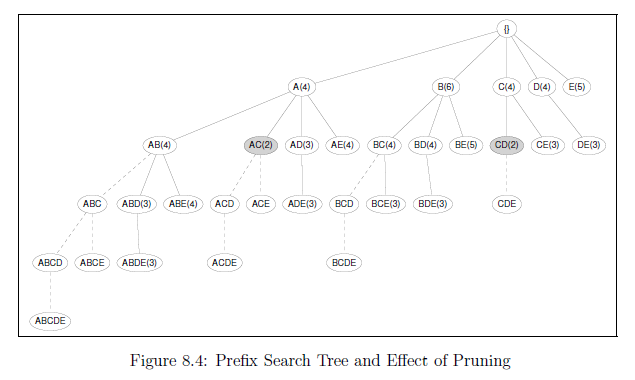 {}
A(4) B(6) C(4) D(4) E(5)
AB(4) AC(2) AD(3) AE(4) BC(4) BD(4) BE(5) CD(2) CE(3) DE(3)
ABC ABD(3) ABE(4) ACD ACE ADE(3) BCD BCE(3) BDE(3) CDE
ABCD ABCE ABDE(3) ACDE BCDE
ABCDE
Figure 8.4: Prefix Search Tree and Effect of Pruning